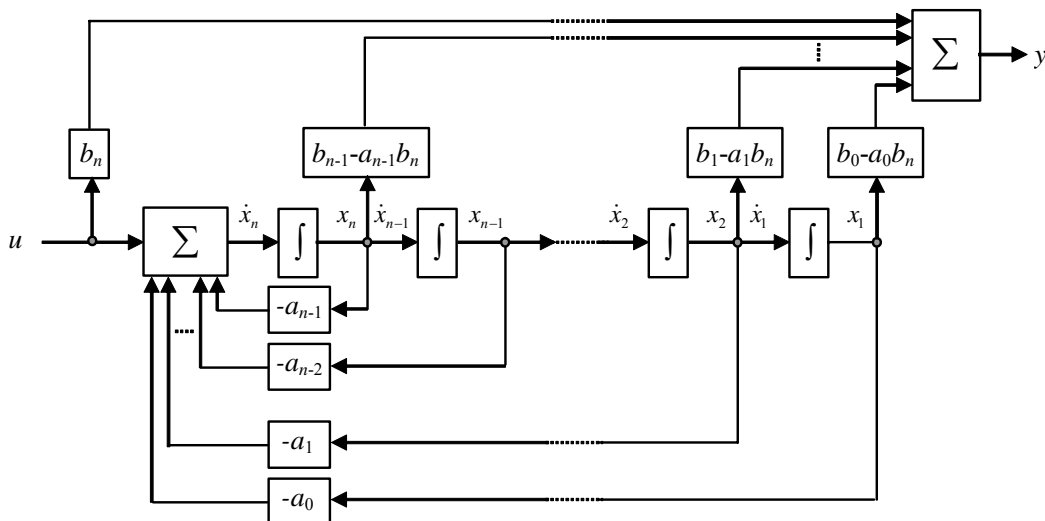 Σ y
b_n b_{n-1}-a_{n-1}b_n b_1-a_1b_n b_0-a_0b_n
ẋ_n x_n ẋ_{n-1} x_{n-1} ẋ_2 x_2 ẋ_1 x_1
u Σ ∫ ∫ ∫ ∫
-a_{n-1}
-a_{n-2}
-a_1
-a_0